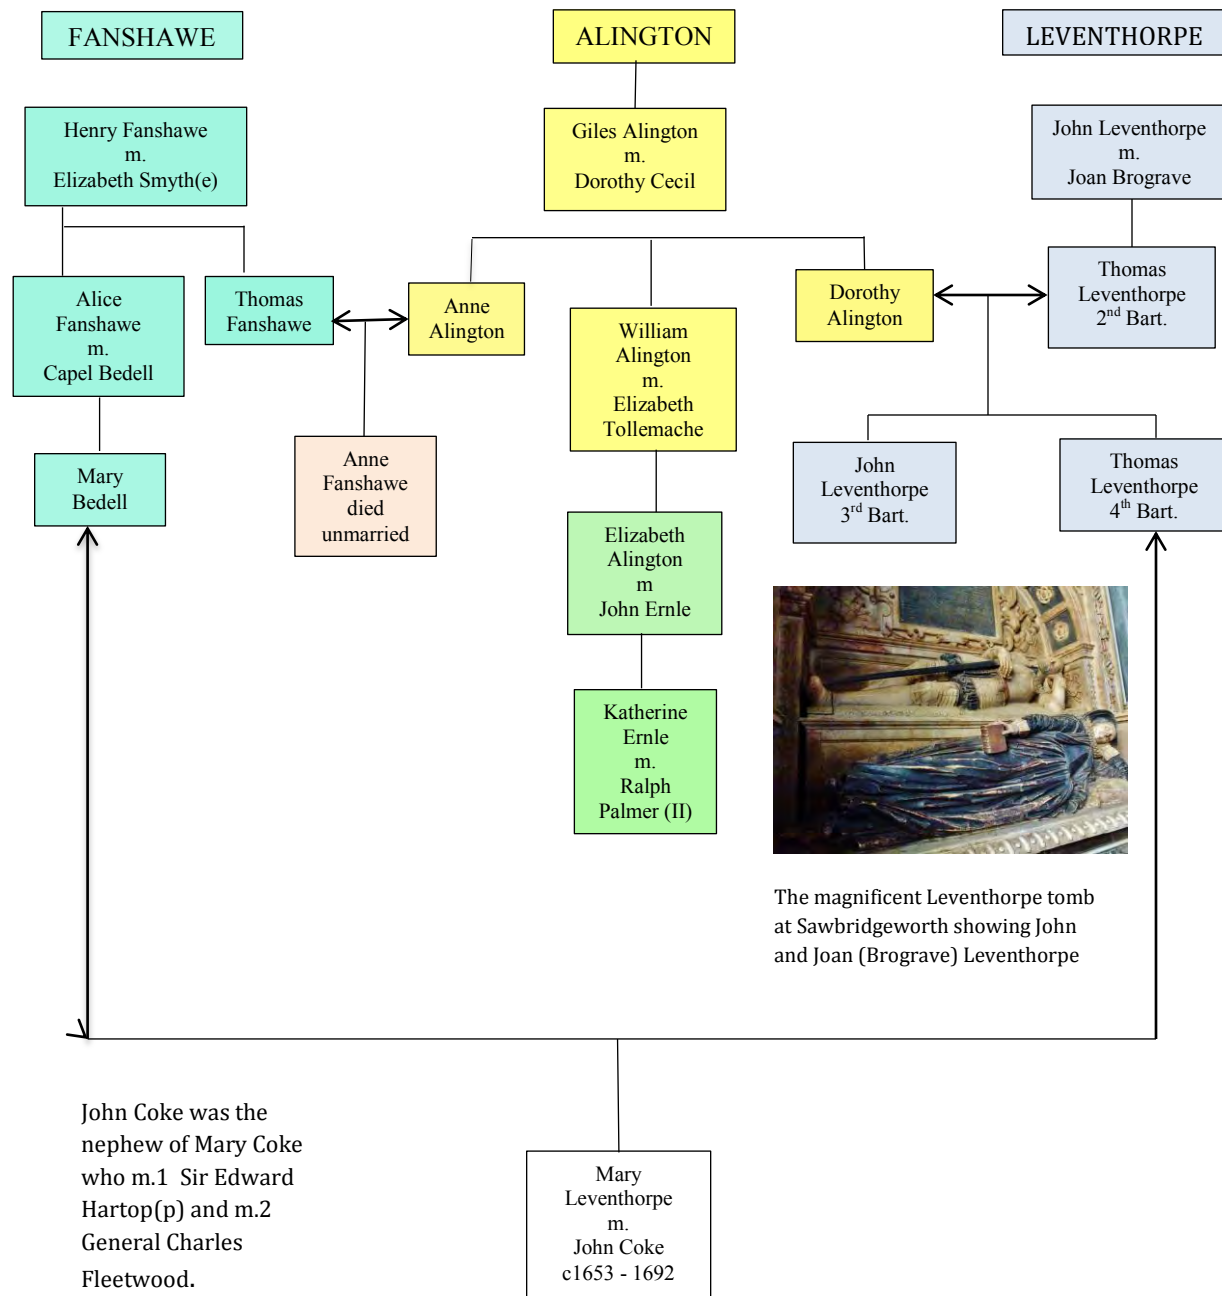 FANSHAWE
ALINGTON
LEVENTHORPE
Henry Fanshawe
m.
Elizabeth Smyth(e)
Giles Alington
m.
Dorothy Cecil
John Leventhorpe
m.
Joan Brograve
Alice
Fanshawe
m.
Capel Bedell
Thomas
Fanshawe
Anne
Alington
William
Alington
m.
Elizabeth
Tollemache
Dorothy
Alington
Thomas
Leventhorpe
2nd Bart.
Mary
Bedell
Anne
Fanshawe
died
unmarried
John
Leventhorpe
3rd Bart.
Thomas
Leventhorpe
4th Bart.
Elizabeth
Alington
m
John Ernle
Katherine
Ernle
m.
Ralph
Palmer (II)
The magnificent Leventhorpe tomb
at Sawbridgeworth showing John
and Joan (Brograve) Leventhorpe
John Coke was the
nephew of Mary Coke
who m.1 Sir Edward
Hartop(p) and m.2
General Charles
Fleetwood.
Mary
Leventhorpe
m.
John Coke
c1653 - 1692